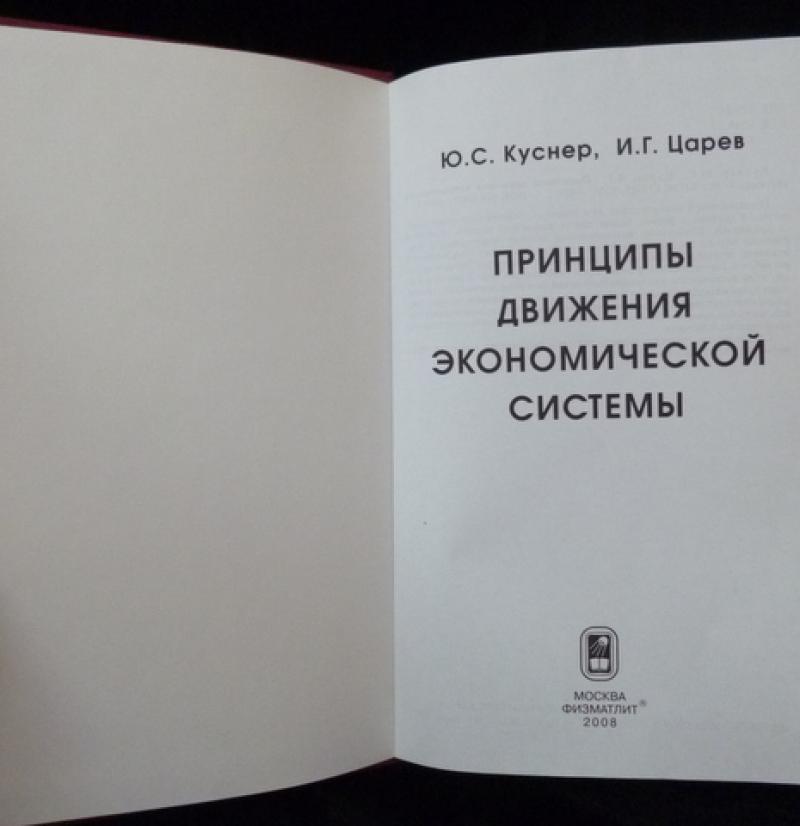 Ю.С. Куснер, И.Г. Царев
ПРИНЦИПЫ
ДВИЖЕНИЯ
ЭКОНОМИЧЕСКОЙ
СИСТЕМЫ
МОСКВА
ФИЗМАТЛИТ®
2008